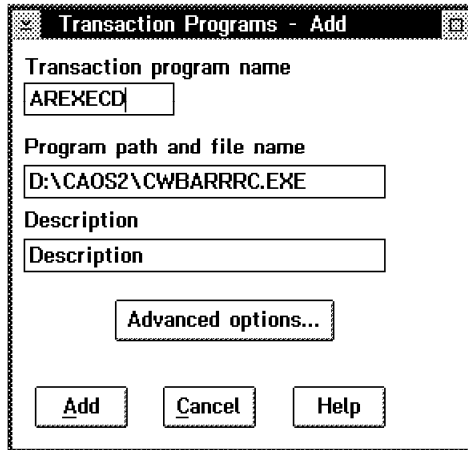 Transaction Programs - Add
Transaction program name
AREXECD
Program path and file name
D:\CAOS2\CWBARRRC.EXE
Description
Description
Advanced options...
Add Cancel Help